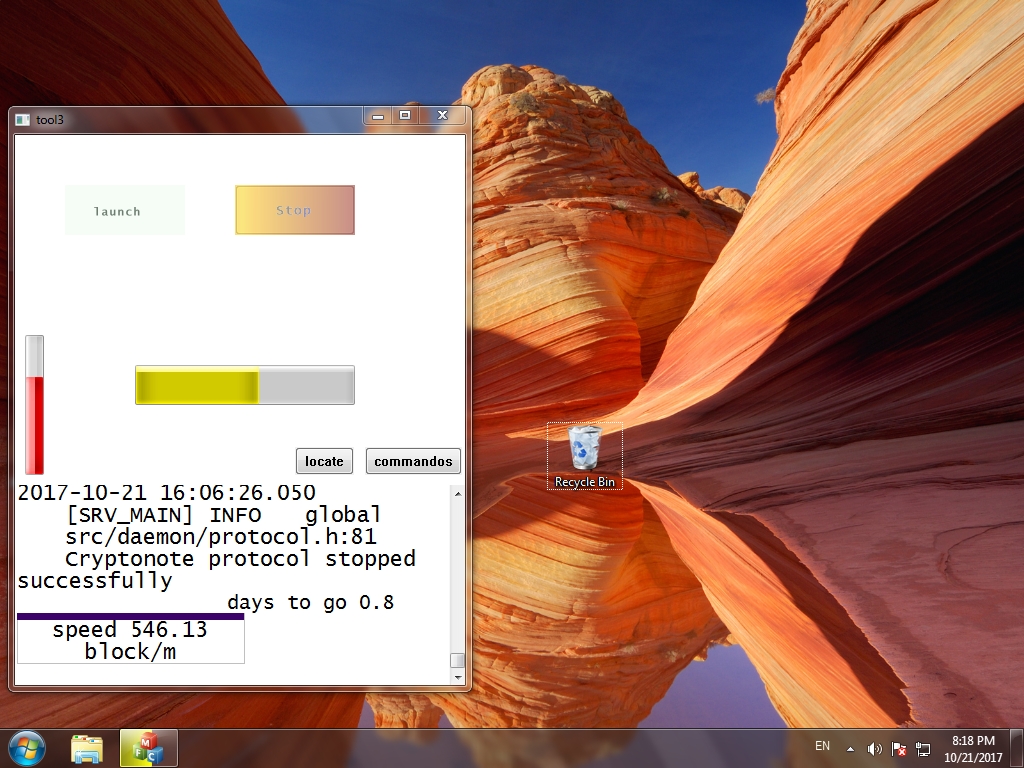 tool3
launch
Stop
locate
commandos
2017-10-21 16:06:26.050
[SRV_MAIN] INFO global
src/daemon/protocol.h:81
Cryptonote protocol stopped
successfully
days to go 0.8
speed 546.13
block/m
Recycle Bin
EN
8:18 PM
10/21/2017